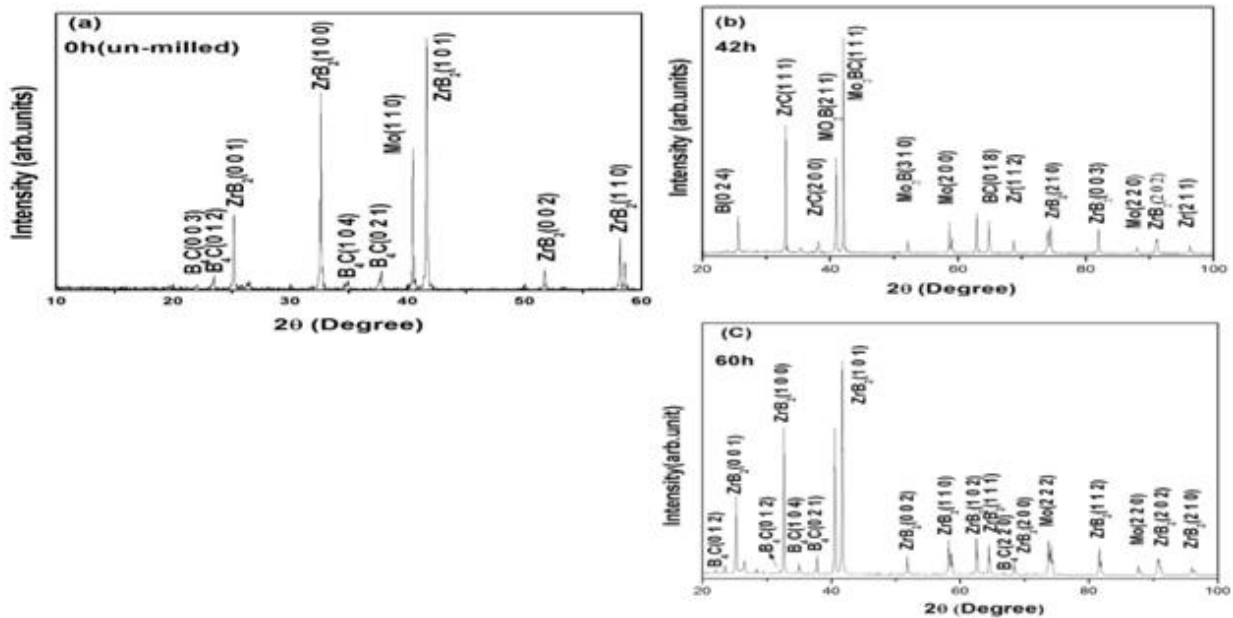 (a)
0h(un-milled)
Intensity (arb.units)
B₄C(0 0 3)
B₄C(0 1 2)
ZrB₂(0 0 1)
ZrB₂(1 0 0)
B₄C(1 0 4)
B₄C(0 2 1)
Mo(1 1 0)
ZrB₂(1 0 1)
ZrB₂(0 0 2)
ZrB₂(1 1 0)
10 20 30 40 50 60
2θ (Degree)
(b)
42h
Intensity (arb.units)
B(0 2 4)
ZrC(1 1 1)
ZrC(2 0 0)
MO₂B(2 1 1)
Mo₂BC(1 1 1)
Mo₂B(3 1 0)
Mo(2 0 0)
BC(0 1 8)
Zr(1 1 2)
ZrB₂(2 1 0)
ZrB₂(0 0 3)
Mo(2 2 0)
ZrB₂(2 0 2)
Zr(2 1 1)
20 40 60 80 100
2θ (Degree)
(C)
60h
Intensity(arb.unit)
B₄C(0 1 2)
ZrB₂(0 0 1)
B₄C(0 1 2)
ZrB₂(1 0 0)
B₄C(1 0 4)
B₄C(0 2 1)
ZrB₂(1 0 1)
ZrB₂(0 0 2)
ZrB₂(1 1 0)
ZrB₂(1 0 2)
ZrB₂(1 1 1)
B₄C(2 2 0)
ZrB₂(2 0 0)
Mo(2 2 2)
ZrB₂(1 1 2)
Mo(2 2 0)
ZrB₂(2 0 2)
ZrB₂(2 1 0)
20 40 60 80 100
2θ (Degree)